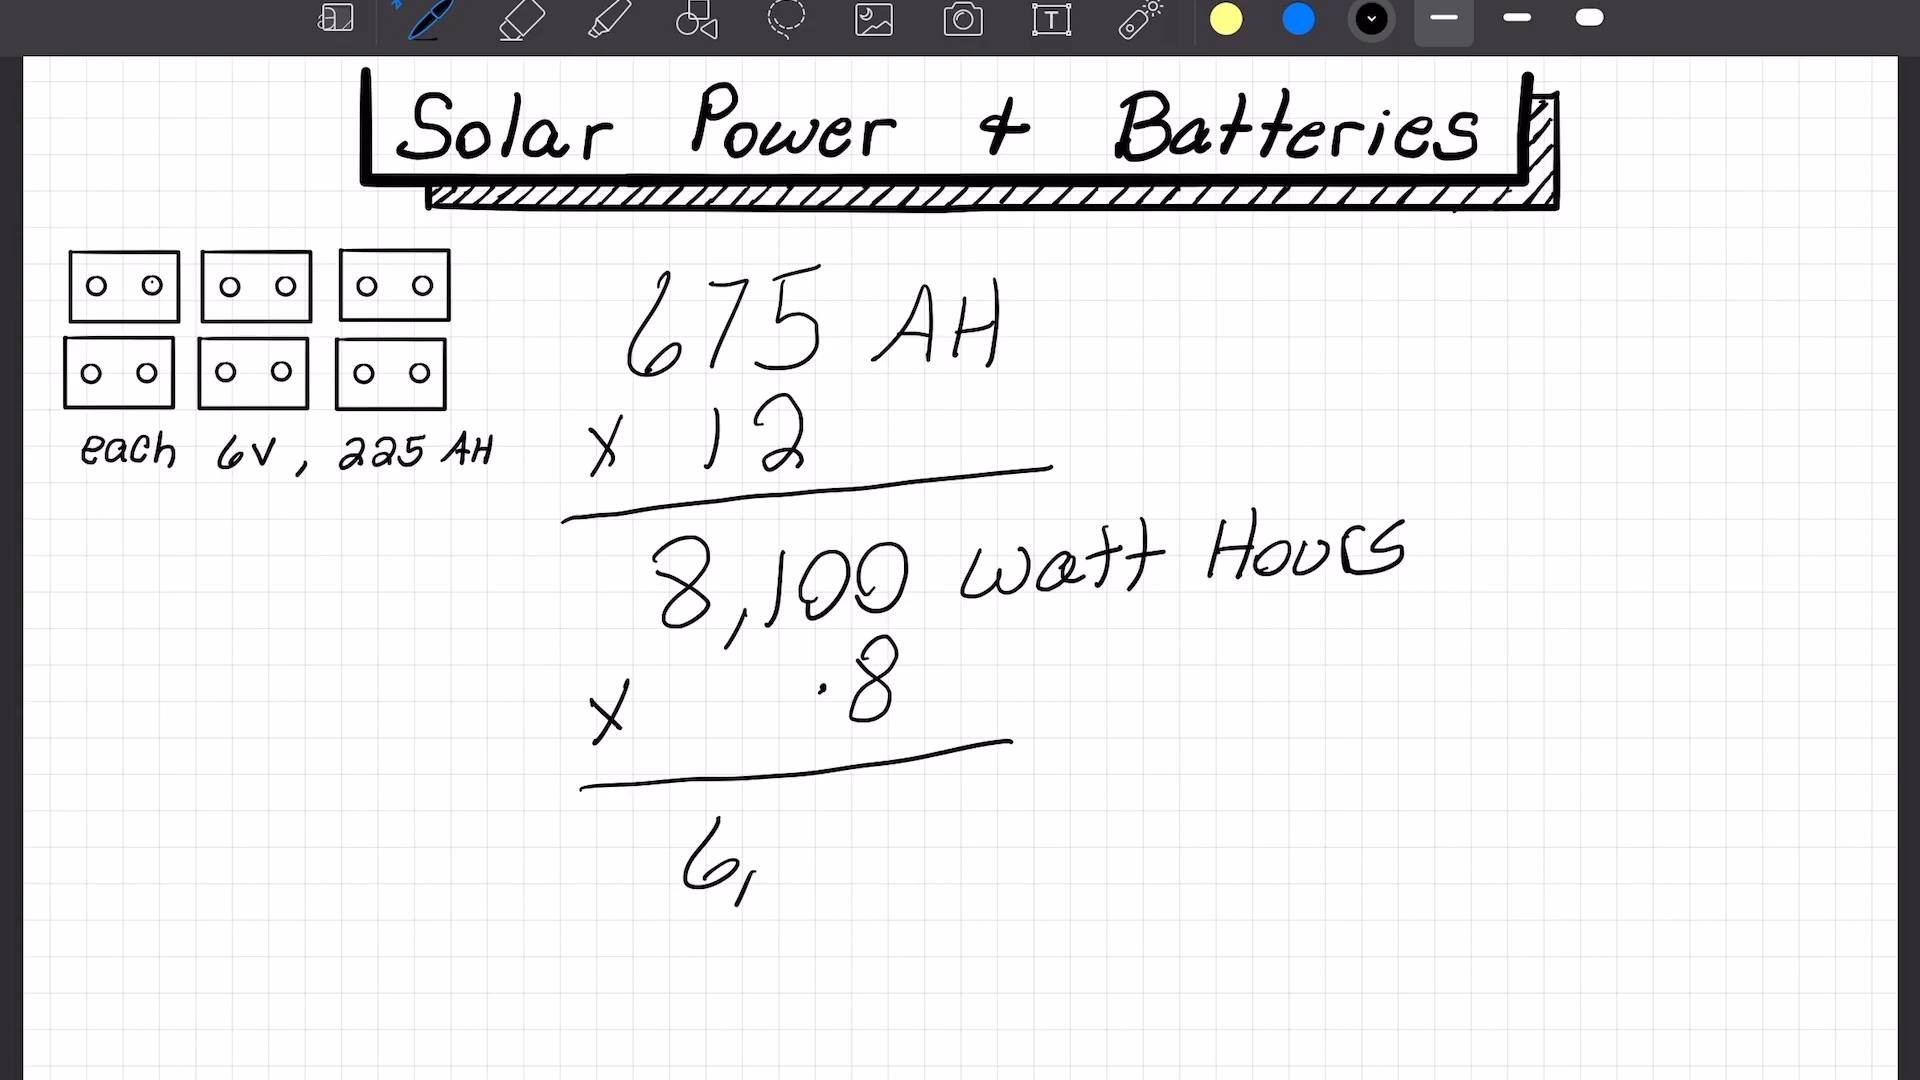 Solar Power & Batteries
each 6V, 225 AH
675 AH
x 12
8,100 Watt Hours
x .8
6,